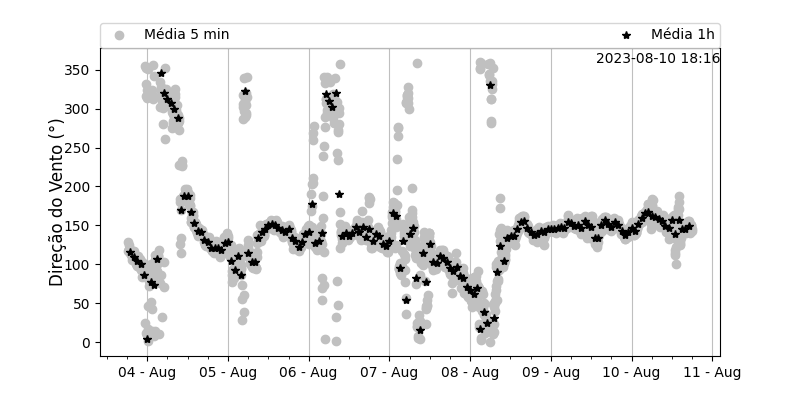 Média 5 min
Média 1h
2023-08-10 18:16
Direção do Vento (°)
350
300
250
200
150
100
50
0
04 - Aug
05 - Aug
06 - Aug
07 - Aug
08 - Aug
09 - Aug
10 - Aug
11 - Aug